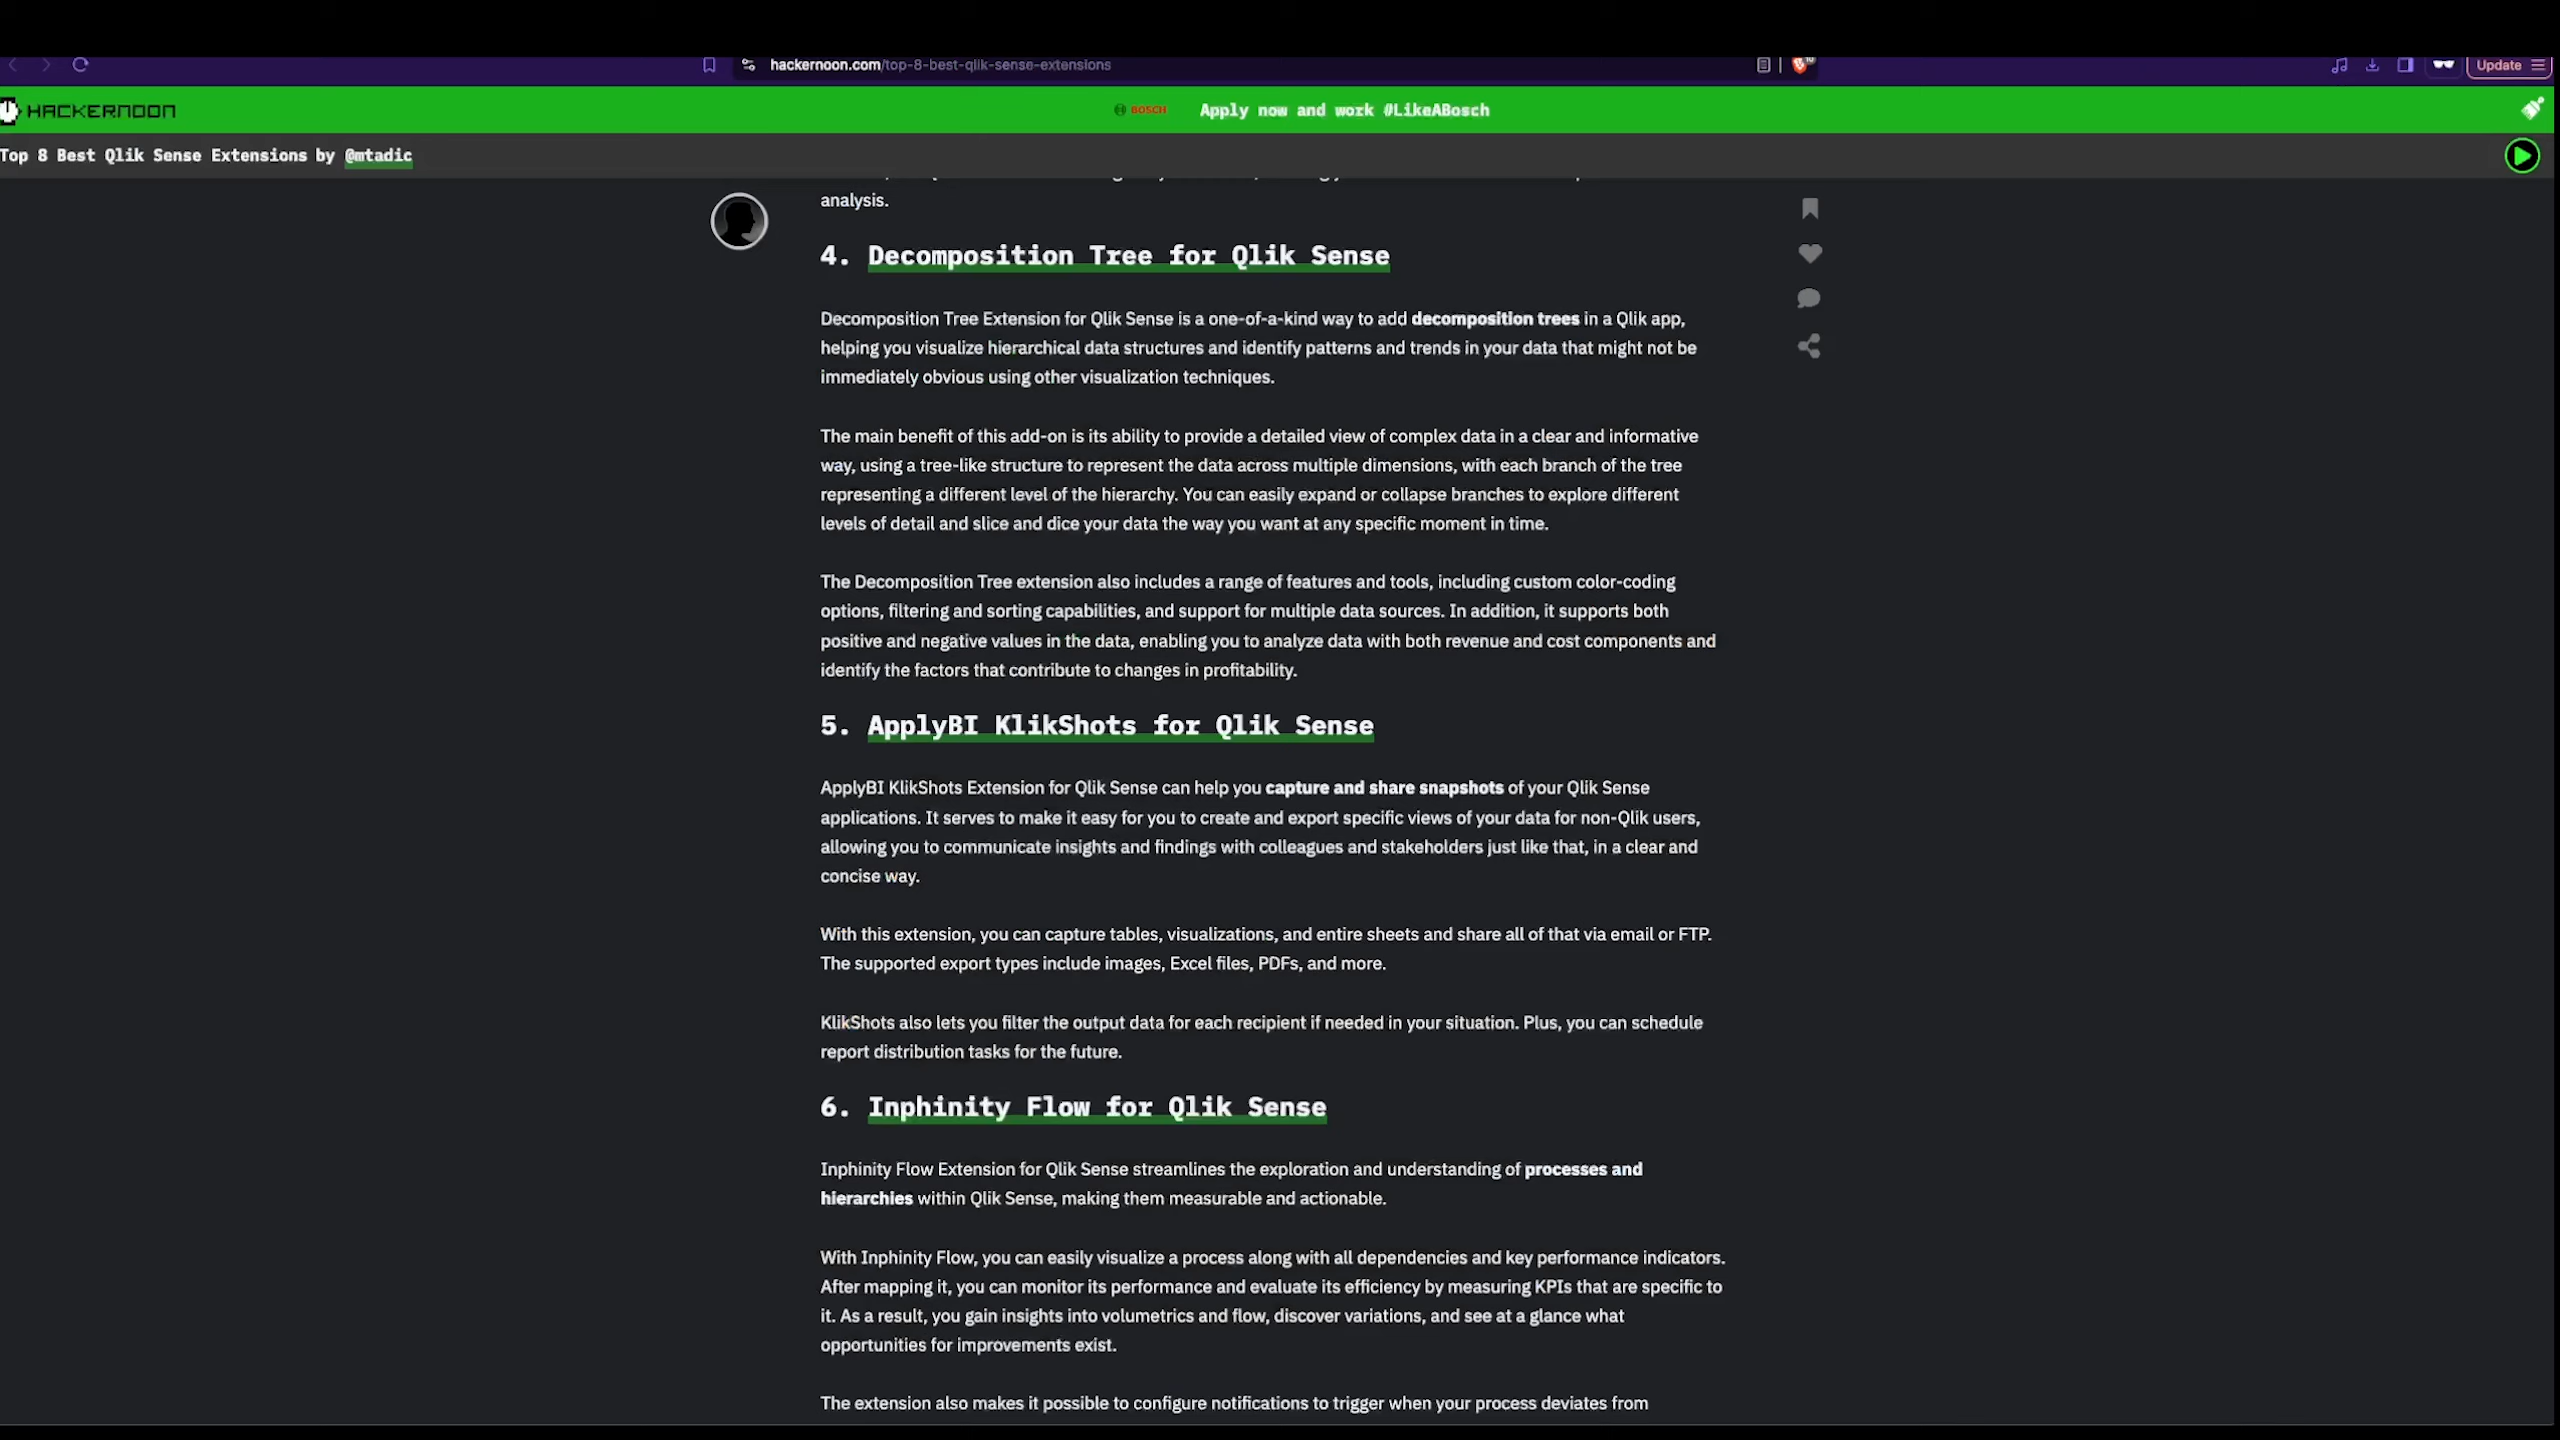 hackernoon.com/top-8-best-qlik-sense-extensions
Update
HACKERNOON
BOSCH
Apply now and work #LikeABosch
Top 8 Best Qlik Sense Extensions by @mtadic
analysis.
4. Decomposition Tree for Qlik Sense
Decomposition Tree Extension for Qlik Sense is a one-of-a-kind way to add decomposition trees in a Qlik app,
helping you visualize hierarchical data structures and identify patterns and trends in your data that might not be
immediately obvious using other visualization techniques.
The main benefit of this add-on is its ability to provide a detailed view of complex data in a clear and informative
way, using a tree-like structure to represent the data across multiple dimensions, with each branch of the tree
representing a different level of the hierarchy. You can easily expand or collapse branches to explore different
levels of detail and slice and dice your data the way you want at any specific moment in time.
The Decomposition Tree extension also includes a range of features and tools, including custom color-coding
options, filtering and sorting capabilities, and support for multiple data sources. In addition, it supports both
positive and negative values in the data, enabling you to analyze data with both revenue and cost components and
identify the factors that contribute to changes in profitability.
5. ApplyBI KlikShots for Qlik Sense
ApplyBI KlikShots Extension for Qlik Sense can help you capture and share snapshots of your Qlik Sense
applications. It serves to make it easy for you to create and export specific views of your data for non-Qlik users,
allowing you to communicate insights and findings with colleagues and stakeholders just like that, in a clear and
concise way.
With this extension, you can capture tables, visualizations, and entire sheets and share all of that via email or FTP.
The supported export types include images, Excel files, PDFs, and more.
KlikShots also lets you filter the output data for each recipient if needed in your situation. Plus, you can schedule
report distribution tasks for the future.
6. Inphinity Flow for Qlik Sense
Inphinity Flow Extension for Qlik Sense streamlines the exploration and understanding of processes and
hierarchies within Qlik Sense, making them measurable and actionable.
With Inphinity Flow, you can easily visualize a process along with all dependencies and key performance indicators.
After mapping it, you can monitor its performance and evaluate its efficiency by measuring KPIs that are specific to
it. As a result, you gain insights into volumetrics and flow, discover variations, and see at a glance what
opportunities for improvements exist.
The extension also makes it possible to configure notifications to trigger when your process deviates from